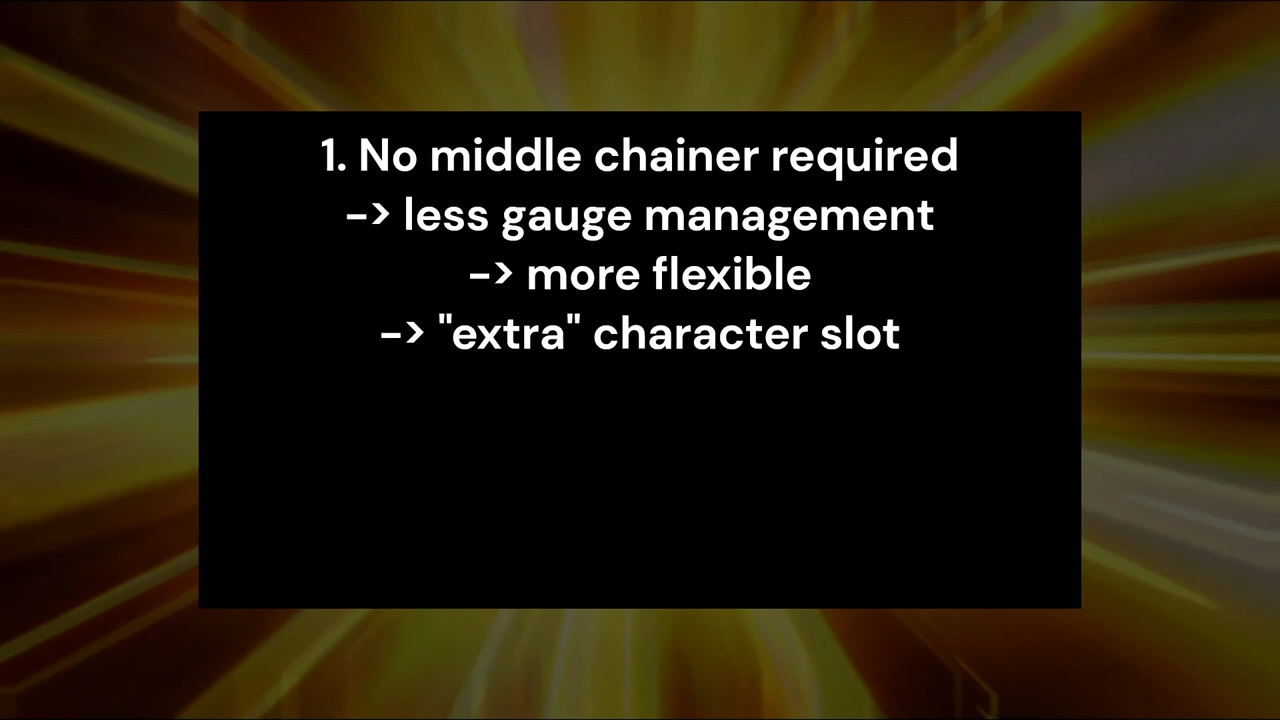 1. No middle chainer required
-> less gauge management
-> more flexible
-> "extra" character slot